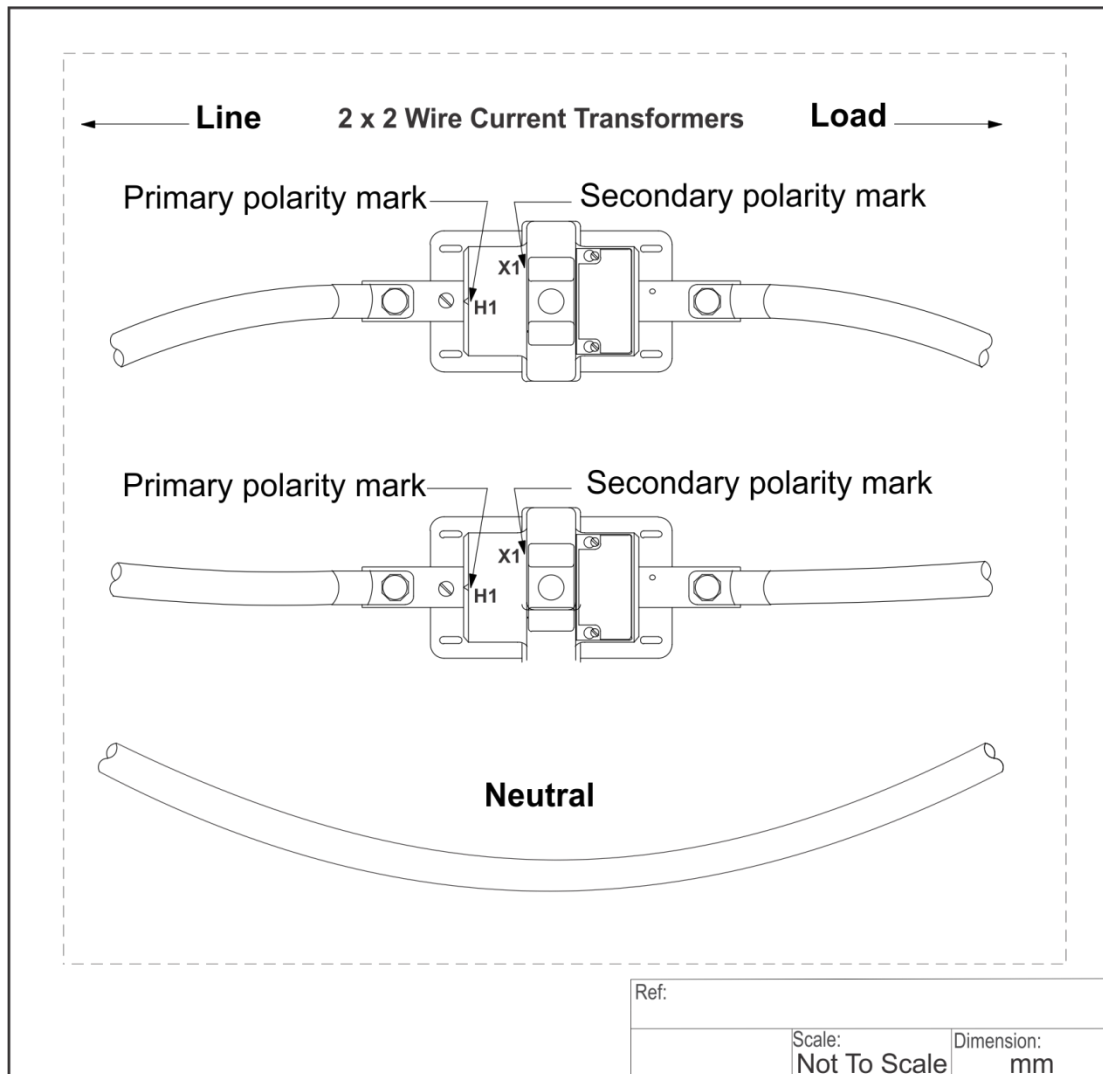 Line 2 x 2 Wire Current Transformers Load
Primary polarity mark Secondary polarity mark
X1
H1
Primary polarity mark Secondary polarity mark
X1
H1
Neutral
Ref:
Scale: Dimension:
Not To Scale mm